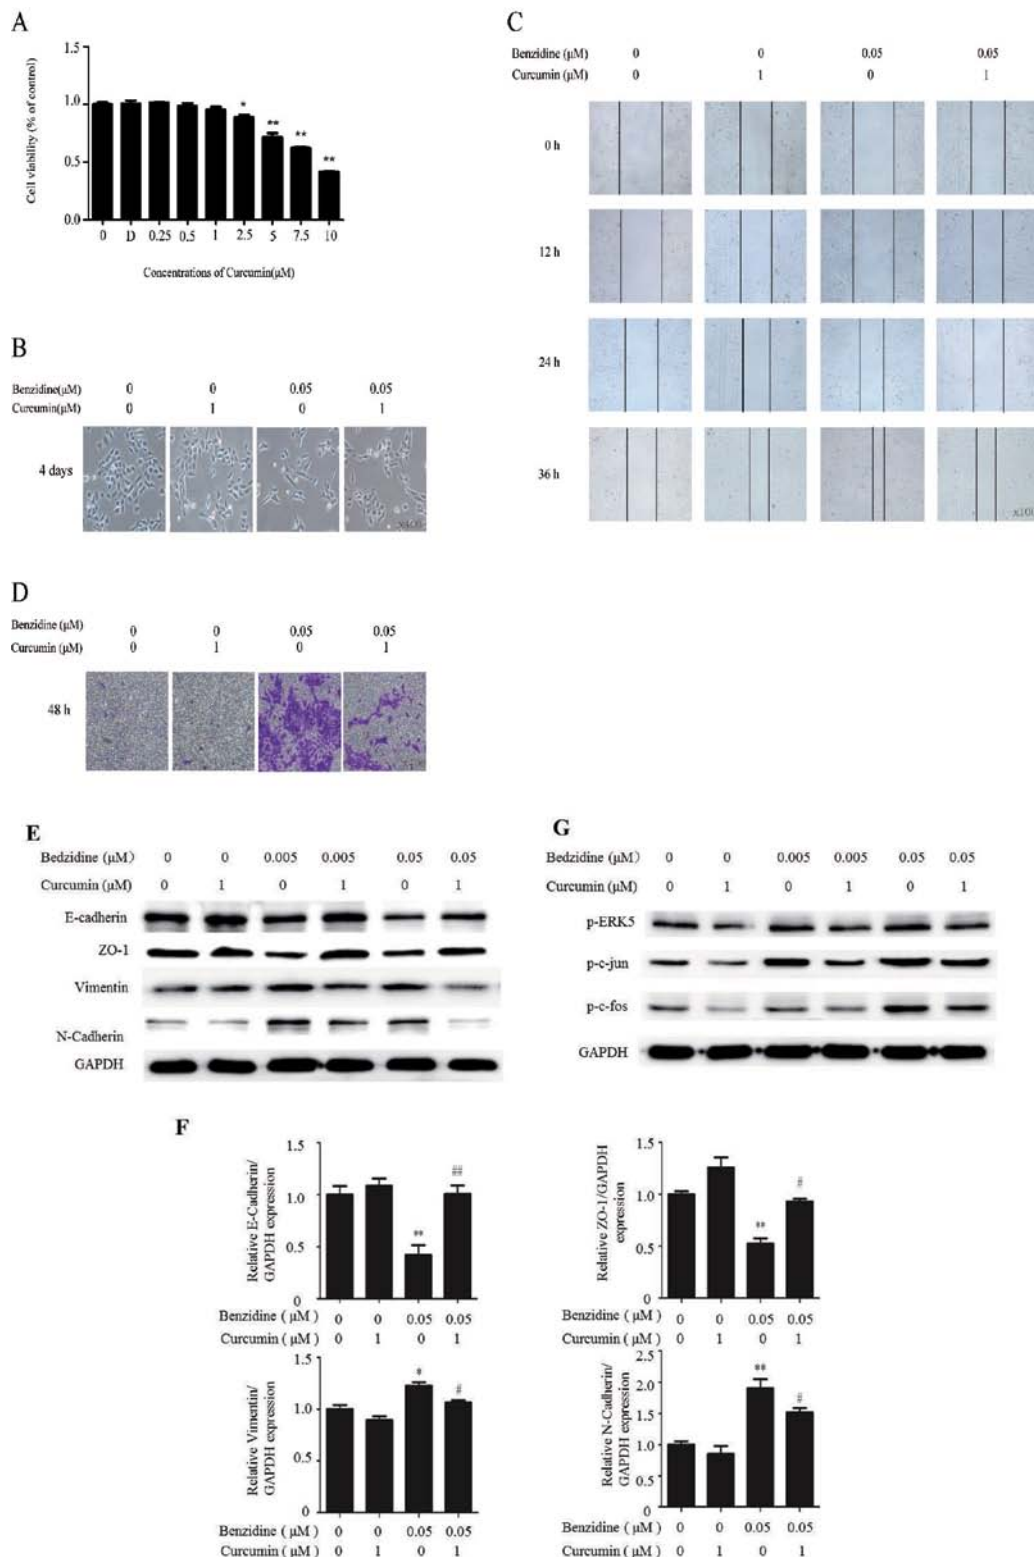 A
1.5
1.0
0.5
0.0
Cell viability (% of control)
*
**
**
**
0 D 0.25 0.5 1 2.5 5 7.5 10
Concentrations of Curcumin(μM)
B
Benzidine(μM) 0 0 0.05 0.05
Curcumin(μM) 0 1 0 1
4 days
x100
C
Benzidine (μM) 0 0 0.05 0.05
Curcumin (μM) 0 1 0 1
0 h
12 h
24 h
36 h
x100
D
Benzidine (μM) 0 0 0.05 0.05
Curcumin (μM) 0 1 0 1
48 h
E
Bedzidine (μM) 0 0 0.005 0.005 0.05 0.05
Curcumin (μM) 0 1 0 1 0 1
E-cadherin
ZO-1
Vimentin
N-Cadherin
GAPDH
G
Bedzidine (μM) 0 0 0.005 0.005 0.05 0.05
Curcumin (μM) 0 1 0 1 0 1
p-ERK5
p-c-jun
p-c-fos
GAPDH
F
Relative E-Cadherin/
GAPDH expression
1.5
1.0
0.5
0
**
##
Benzidine ( μM ) 0 0 0.05 0.05
Curcumin ( μM ) 0 1 0 1
Relative ZO-1/GAPDH
expression
1.5
1.0
0.5
0
**
#
Benzidine ( μM ) 0 0 0.05 0.05
Curcumin ( μM ) 0 1 0 1
Relative Vimentin/
GAPDH expression
1.5
1.0
0.5
0
*
#
Benzidine ( μM ) 0 0 0.05 0.05
Curcumin ( μM ) 0 1 0 1
Relative N-Cadherin/
GAPDH expression
2.5
2.0
1.5
1.0
0.5
0
**
#
Benzidine ( μM ) 0 0 0.05 0.05
Curcumin ( μM ) 0 1 0 1